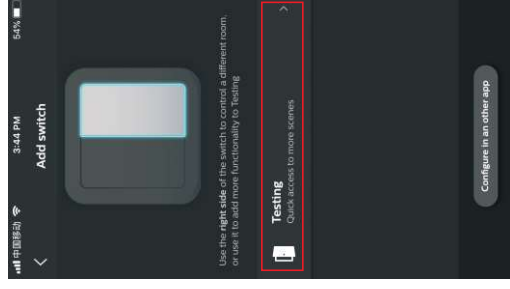 中国移动 3:44 PM 54%
Add switch
Use the right side of the switch to control a different room,
or use it to add more functionality to Testing
Testing
Quick access to more scenes
Configure in an other app